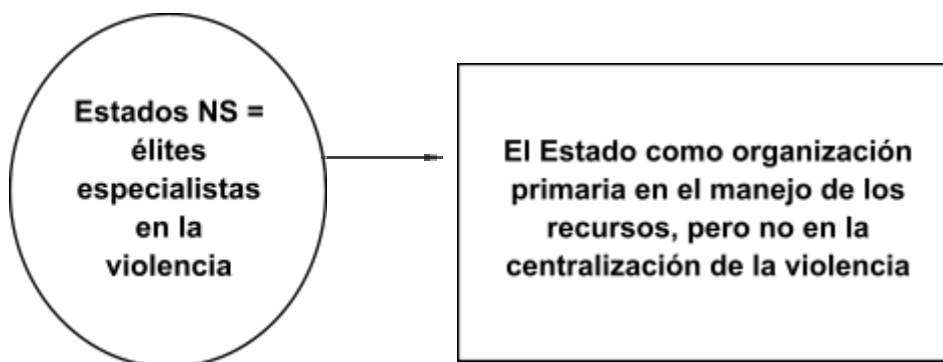 Estados NS =
élites
especialistas
en la
violencia
El Estado como organización
primaria en el manejo de los
recursos, pero no en la
centralización de la violencia